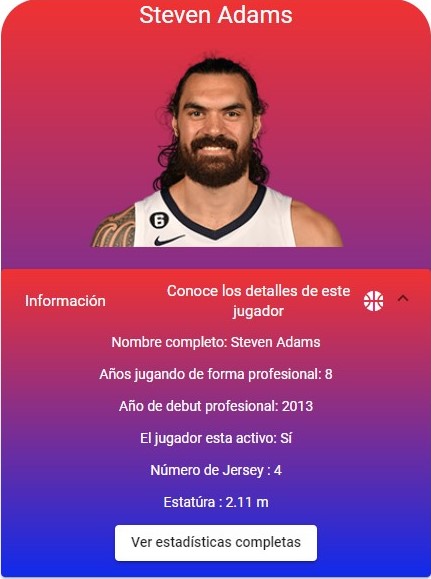 Steven Adams
6
Información
Conoce los detalles de este
jugador
Nombre completo: Steven Adams
Años jugando de forma profesional: 8
Año de debut profesional: 2013
El jugador esta activo: Sí
Número de Jersey : 4
Estatúra : 2.11 m
Ver estadísticas completas